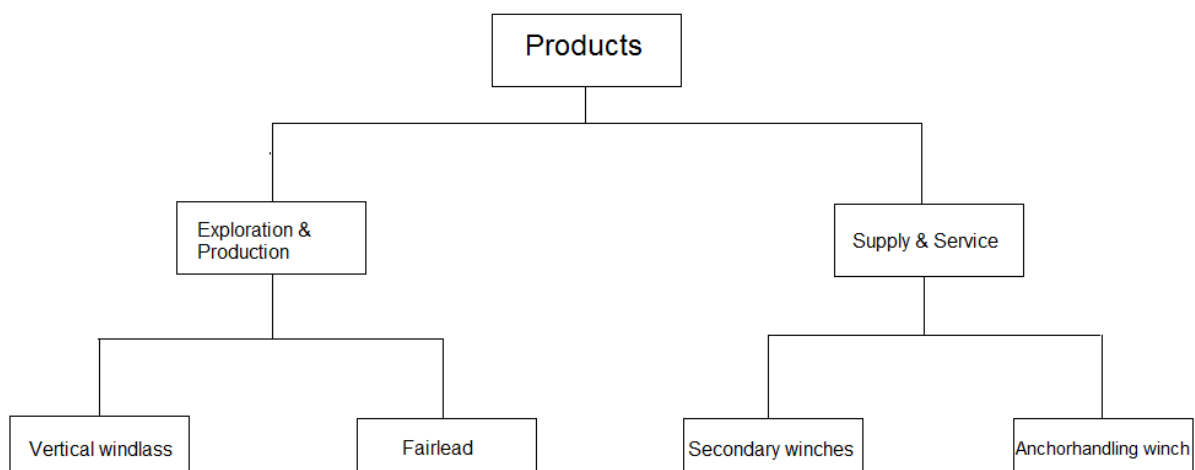 Products
Exploration &
Production
Supply & Service
Vertical windlass
Fairlead
Secondary winches
Anchorhandling winch